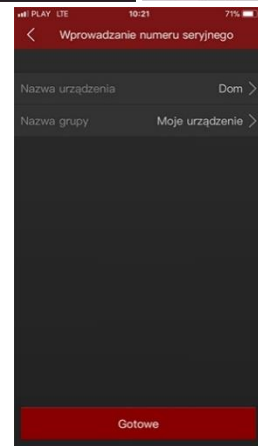 PLAY LTE 10:21 71%
Wprowadzanie numeru seryjnego
Nazwa urządzenia Dom
Nazwa grupy Moje urządzenie
Gotowe